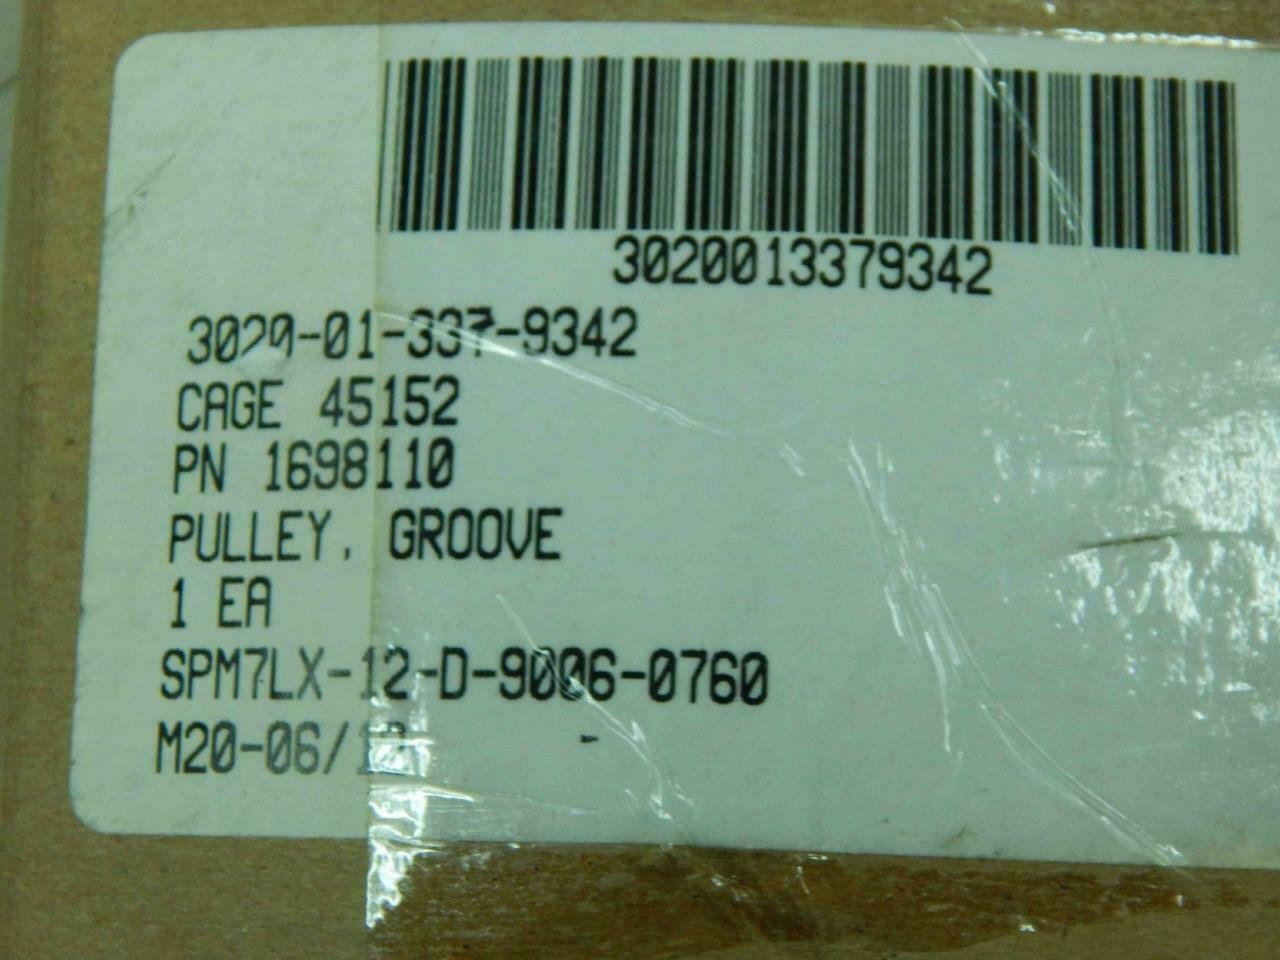 3020013379342
3020-01-337-9342
CAGE 45152
PN 1698110
PULLEY, GROOVE
1 EA
SPM7LX-12-D-9006-0760